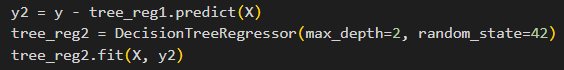 y2 = y - tree_reg1.predict(X)
tree_reg2 = DecisionTreeRegressor(max_depth=2, random_state=42)
tree_reg2.fit(X, y2)